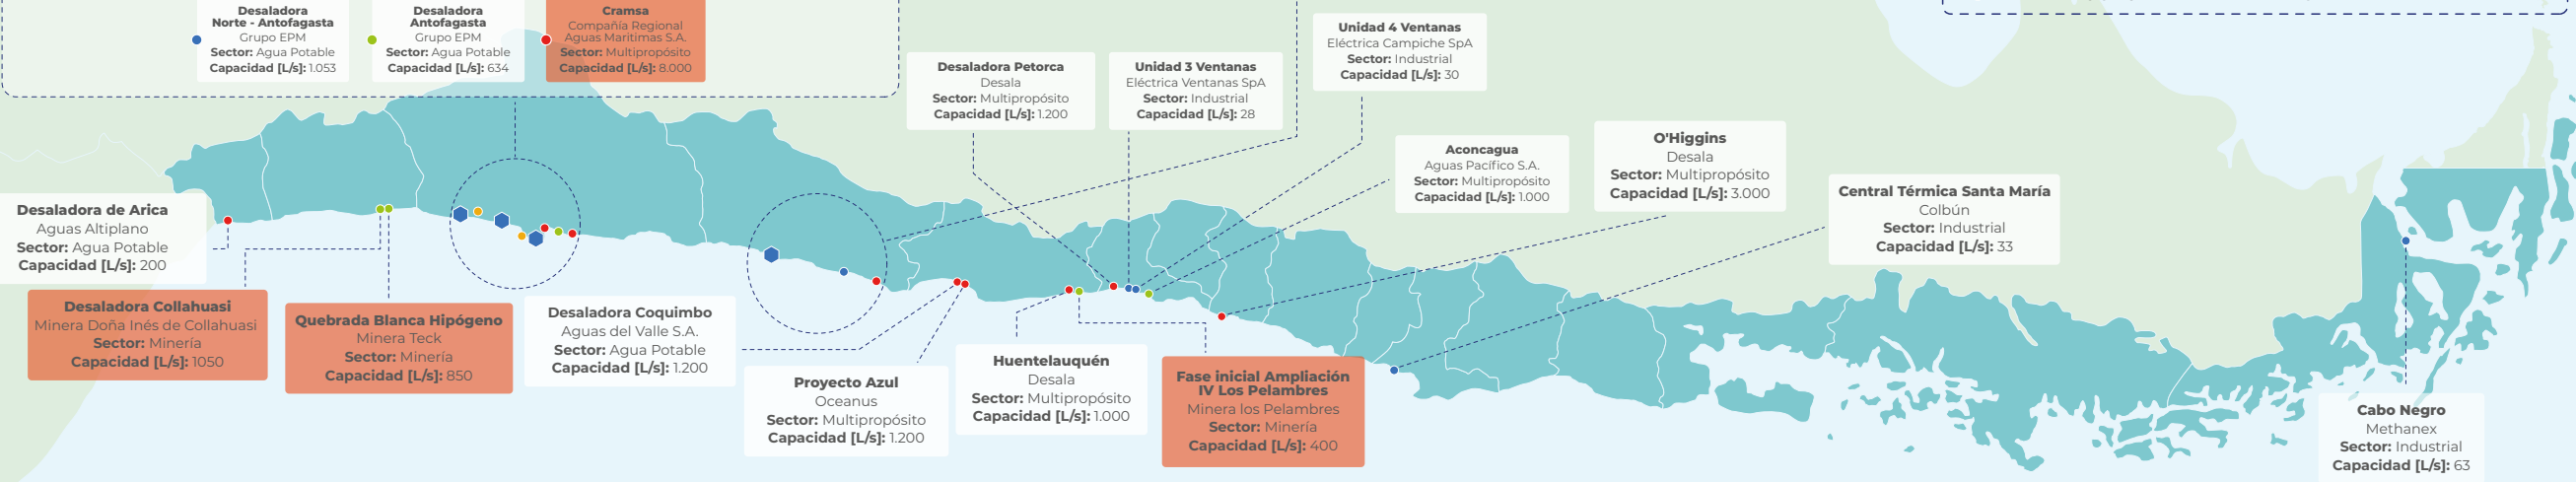 Desaladora
Norte - Antofagasta
Grupo EPM
Sector: Agua Potable
Capacidad [L/s]: 1.053
Desaladora
Antofagasta
Grupo EPM
Sector: Agua Potable
Capacidad [L/s]: 634
Cramsa
Compañía Regional
Aguas Marítimas S.A.
Sector: Multipropósito
Capacidad [L/s]: 8.000
Desaladora Petorca
Desala
Sector: Multipropósito
Capacidad [L/s]: 1.200
Unidad 3 Ventanas
Eléctrica Ventanas SpA
Sector: Industrial
Capacidad [L/s]: 28
Unidad 4 Ventanas
Eléctrica Campiche SpA
Sector: Industrial
Capacidad [L/s]: 30
Aconcagua
Aguas Pacífico S.A.
Sector: Multipropósito
Capacidad [L/s]: 1.000
O'Higgins
Desala
Sector: Multipropósito
Capacidad [L/s]: 3.000
Central Térmica Santa María
Colbún
Sector: Industrial
Capacidad [L/s]: 33
Desaladora de Arica
Aguas Altiplano
Sector: Agua Potable
Capacidad [L/s]: 200
Desaladora Collahuasi
Minera Doña Inés de Collahuasi
Sector: Minería
Capacidad [L/s]: 1050
Quebrada Blanca Hipógeno
Minera Teck
Sector: Minería
Capacidad [L/s]: 850
Desaladora Coquimbo
Aguas del Valle S.A.
Sector: Agua Potable
Capacidad [L/s]: 1.200
Proyecto Azul
Oceanus
Sector: Multipropósito
Capacidad [L/s]: 1.200
Huentelauquén
Desala
Sector: Multipropósito
Capacidad [L/s]: 1.000
Fase inicial Ampliación
IV Los Pelambres
Minera los Pelambres
Sector: Minería
Capacidad [L/s]: 400
Cabo Negro
Methanex
Sector: Industrial
Capacidad [L/s]: 63